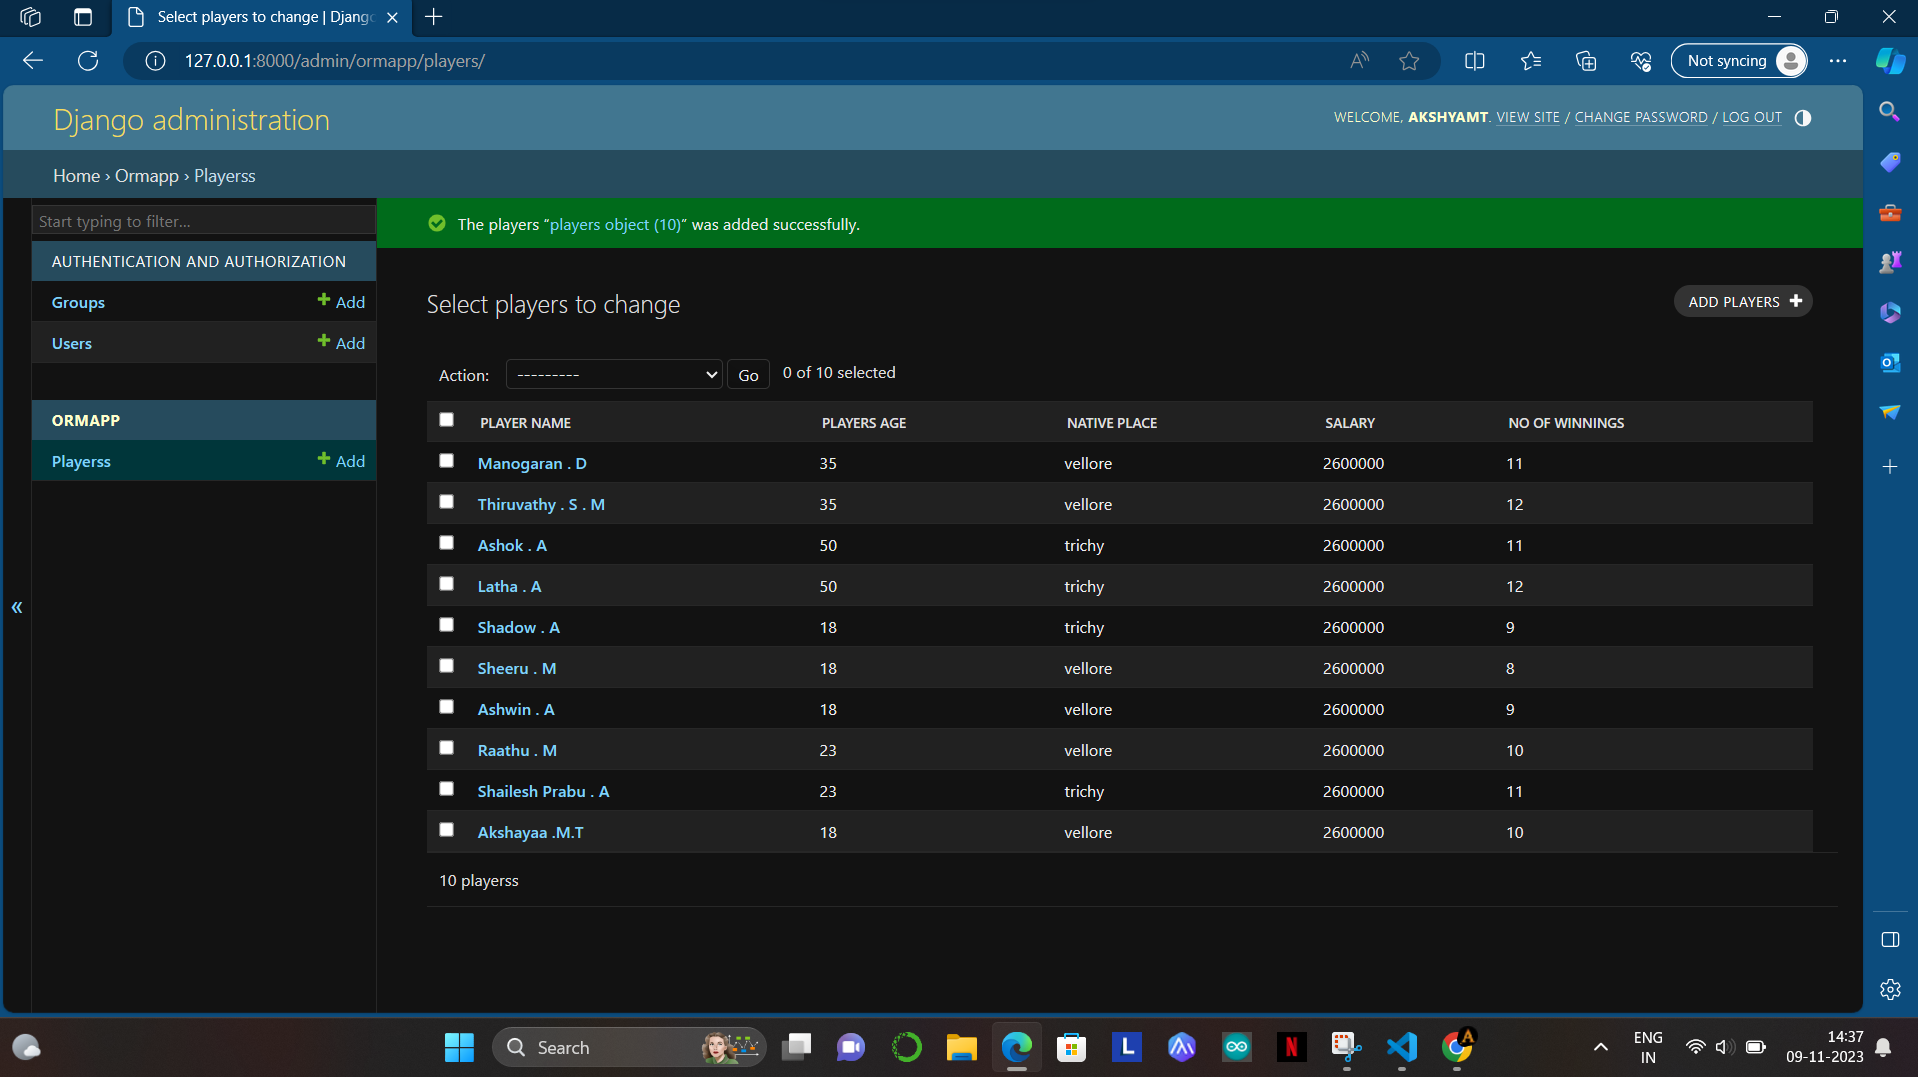 Select players to change | Djang
127.0.0.1:8000/admin/ormapp/players/
Not syncing
Django administration
WELCOME, AKSHYAMT. VIEW SITE / CHANGE PASSWORD / LOG OUT
Home › Ormapp › Playerss
Start typing to filter...
The players “players object (10)” was added successfully.
AUTHENTICATION AND AUTHORIZATION
Groups + Add
Users + Add
ORMAPP
Playerss + Add
«
Select players to change
ADD PLAYERS +
Action: --------- Go 0 of 10 selected
PLAYER NAME PLAYERS AGE NATIVE PLACE SALARY NO OF WINNINGS
Manogaran . D 35 vellore 2600000 11
Thiruvathy . S . M 35 vellore 2600000 12
Ashok . A 50 trichy 2600000 11
Latha . A 50 trichy 2600000 12
Shadow . A 18 trichy 2600000 9
Sheeru . M 18 vellore 2600000 8
Ashwin . A 18 vellore 2600000 9
Raathu . M 23 vellore 2600000 10
Shailesh Prabu . A 23 trichy 2600000 11
Akshayaa .M.T 18 vellore 2600000 10
10 playerss
Search
L
N
A
ENG
IN
14:37
09-11-2023